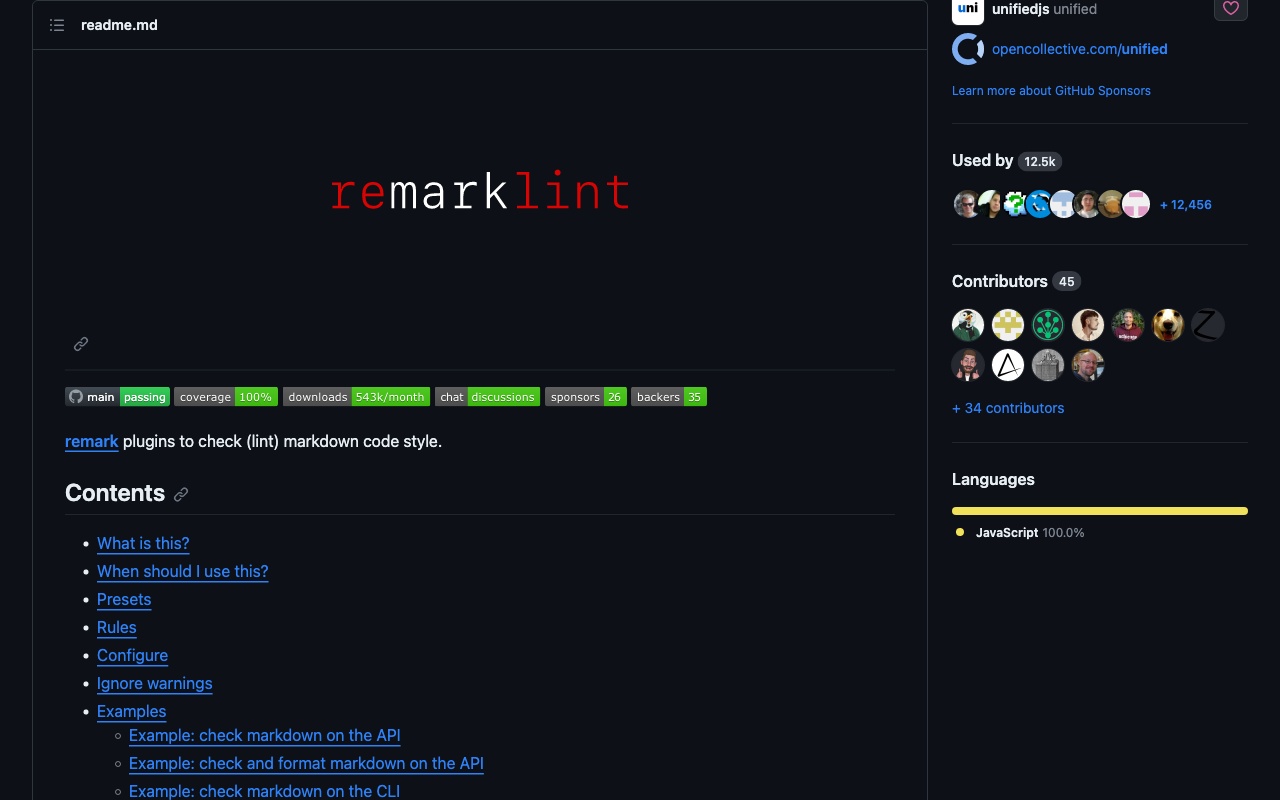 readme.md
remarklint
main passing coverage 100% downloads 543k/month chat discussions sponsors 26 backers 35
remark plugins to check (lint) markdown code style.
Contents
What is this?
When should I use this?
Presets
Rules
Configure
Ignore warnings
Examples
Example: check markdown on the API
Example: check and format markdown on the API
Example: check markdown on the CLI
uni unifiedjs unified
opencollective.com/unified
Learn more about GitHub Sponsors
Used by 12.5k
+ 12,456
Contributors 45
+ 34 contributors
Languages
JavaScript 100.0%